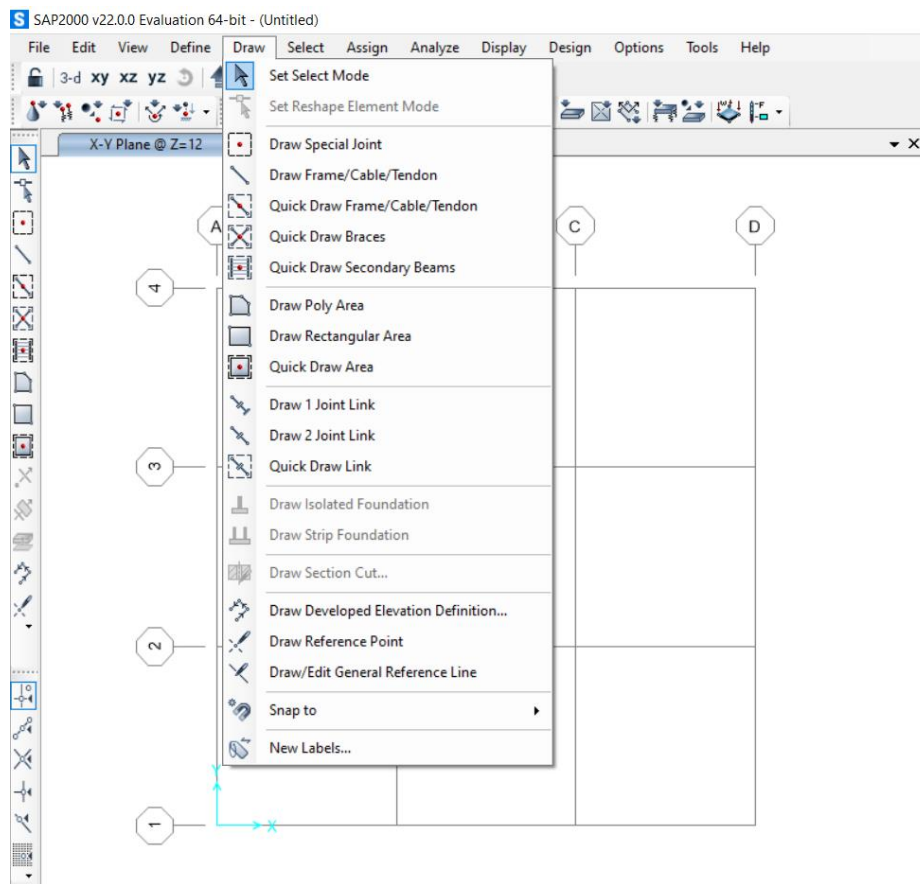 S SAP2000 v22.0.0 Evaluation 64-bit - (Untitled)
File Edit View Define Draw Select Assign Analyze Display Design Options Tools Help
3-d xy xz yz
X-Y Plane @ Z=12
Set Select Mode
Set Reshape Element Mode
Draw Special Joint
Draw Frame/Cable/Tendon
Quick Draw Frame/Cable/Tendon
Quick Draw Braces
Quick Draw Secondary Beams
Draw Poly Area
Draw Rectangular Area
Quick Draw Area
Draw 1 Joint Link
Draw 2 Joint Link
Quick Draw Link
Draw Isolated Foundation
Draw Strip Foundation
Draw Section Cut...
Draw Developed Elevation Definition...
Draw Reference Point
Draw/Edit General Reference Line
Snap to
New Labels...
A C D
4
3
2
1
Y
X